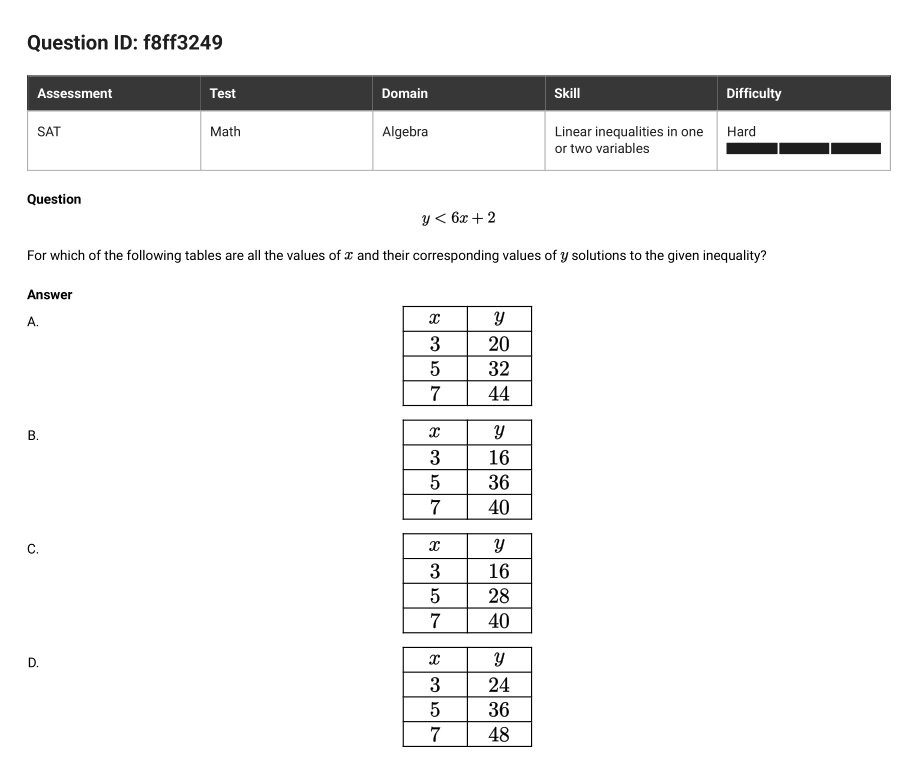 Question ID: f8ff3249
Assessment Test Domain Skill Difficulty
SAT Math Algebra Linear inequalities in one or two variables Hard
Question
y < 6x + 2
For which of the following tables are all the values of x and their corresponding values of y solutions to the given inequality?
Answer
A.
x y
3 20
5 32
7 44
B.
x y
3 16
5 36
7 40
C.
x y
3 16
5 28
7 40
D.
x y
3 24
5 36
7 48